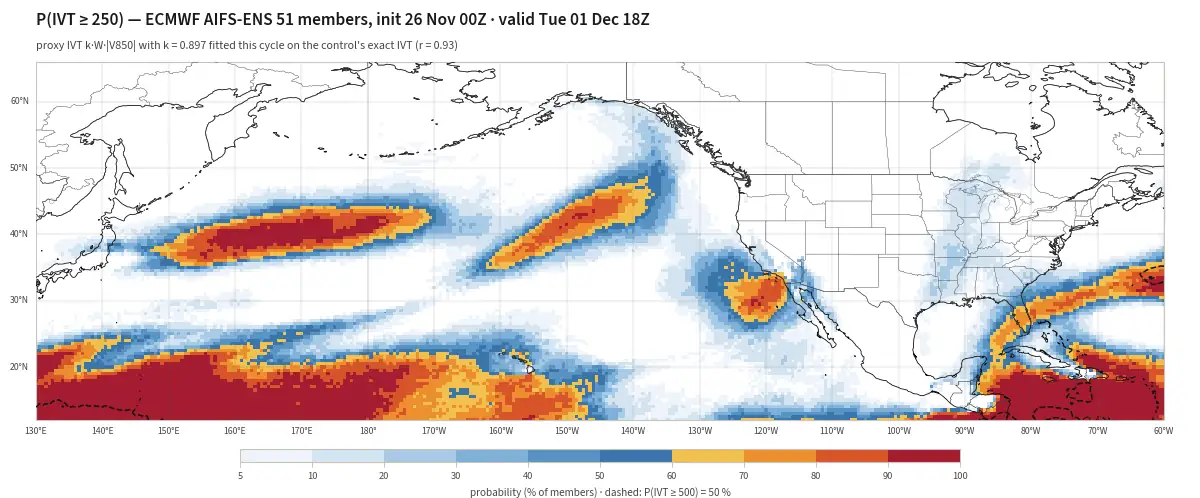 P(IVT ≥ 250) — ECMWF AIFS-ENS 51 members, init 26 Nov 00Z · valid Tue 01 Dec 18Z
proxy IVT k·W·|V850| with k = 0.897 fitted this cycle on the control's exact IVT (r = 0.93)
60°N
50°N
40°N
30°N
20°N
130°E 140°E 150°E 160°E 170°E 180° 170°W 160°W 150°W 140°W 130°W 120°W 110°W 100°W 90°W 80°W 70°W 60°W
5 10 20 30 40 50 60 70 80 90 100
probability (% of members) · dashed: P(IVT ≥ 500) = 50 %